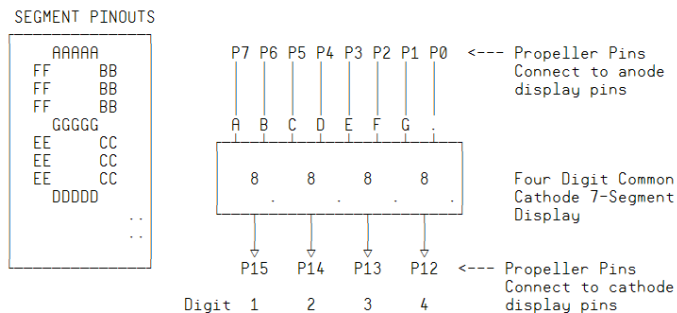 SEGMENT PINOUTS
AAAAA
FF BB
FF BB
FF BB
GGGGG
EE CC
EE CC
EE CC
DDDDD
. .
. .
P7 P6 P5 P4 P3 P2 P1 P0 <--- Propeller Pins
Connect to anode
display pins
A B C D E F G .
8 8 8 8
. . . .
Four Digit Common
Cathode 7-Segment
Display
P15 P14 P13 P12 <--- Propeller Pins
Connect to cathode
Digit 1 2 3 4 display pins